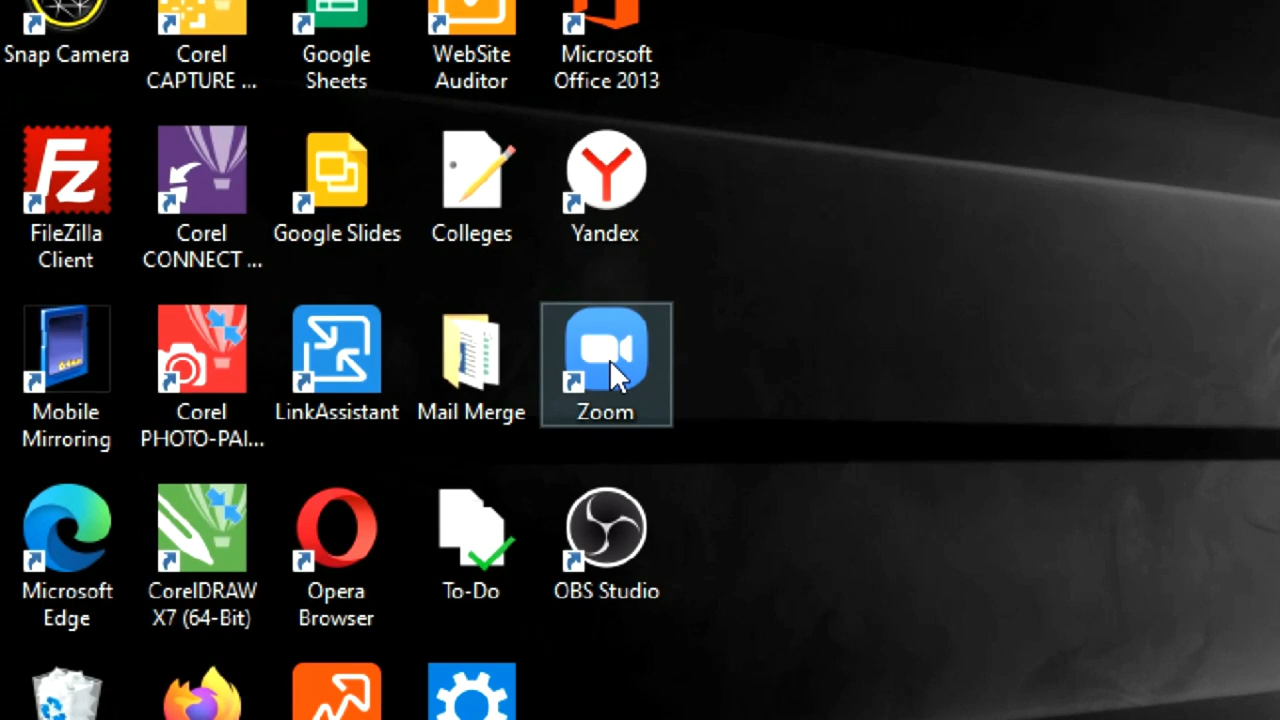 Snap Camera
Corel
CAPTURE ...
Google
Sheets
WebSite
Auditor
Microsoft
Office 2013
Fz
FileZilla
Client
Corel
CONNECT ...
Google Slides
Colleges
Y
Yandex
Mobile
Mirroring
Corel
PHOTO-PAI...
LinkAssistant
Mail Merge
Zoom
Microsoft
Edge
CorelDRAW
X7 (64-Bit)
Opera
Browser
To-Do
OBS Studio